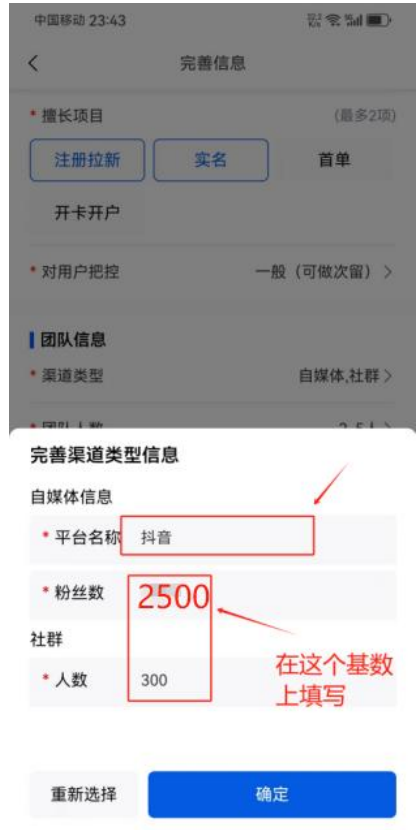 中国移动 23:43
完善信息
* 擅长项目 (最多2项)
注册拉新 实名 首单
开卡开户
* 对用户把控 一般（可做次留）
团队信息
* 渠道类型 自媒体,社群
完善渠道类型信息
自媒体信息
* 平台名称 抖音
* 粉丝数 2500
社群
* 人数 300
在这个基数
上填写
重新选择 确定